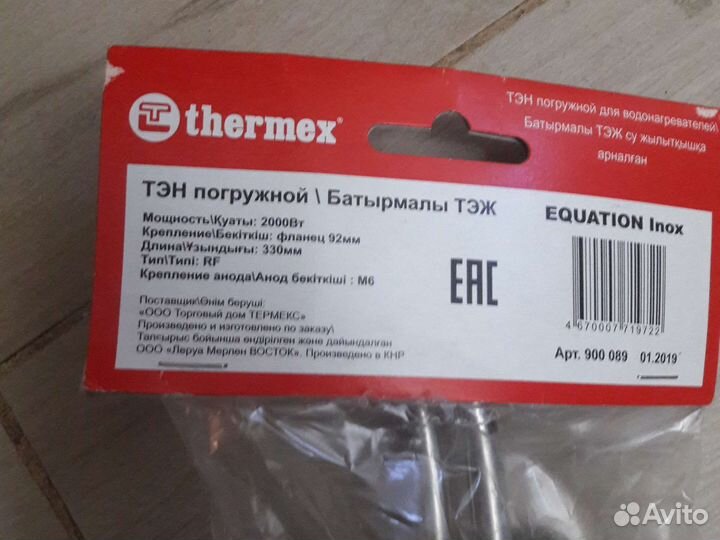 thermex®
ТЭН погружной для водонагревателей\
Батырмалы ТЭЖ су жылытқышқа
арналған
ТЭН погружной \ Батырмалы ТЭЖ
Мощность\Қуаты: 2000Вт
Крепление\Бекіткіш: фланец 92мм
Длина\Ұзындығы: 330мм
Тип\Типі: RF
Крепление анода\Анод бекіткіші : М6
Поставщик\Өнім беруші:
«ООО Торговый дом ТЕРМЕКС»
Произведено и изготовлено по заказу\
Талғырыс бойынша өндірілген және дайындалған
ООО «Леруа Мерлен ВОСТОК». Произведено в КНР
EAC
EQUATION Inox
4 670007 719722
Арт. 900 089 01.2019
Avito